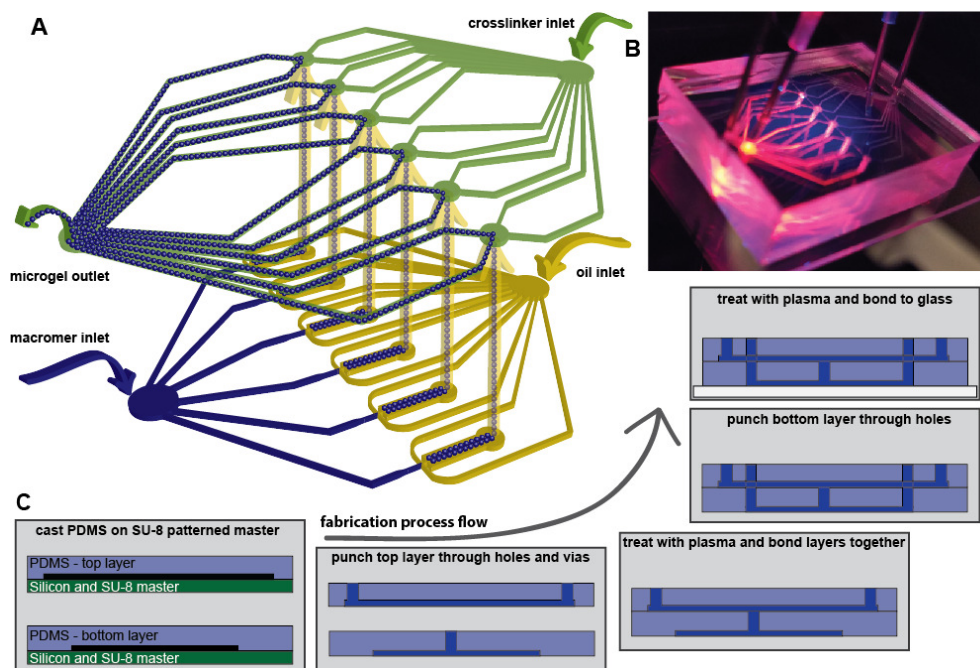 A
crosslinker inlet
B
microgel outlet
oil inlet
macromer inlet
treat with plasma and bond to glass
punch bottom layer through holes
C
cast PDMS on SU-8 patterned master
PDMS - top layer
Silicon and SU-8 master
PDMS - bottom layer
Silicon and SU-8 master
fabrication process flow
punch top layer through holes and vias
treat with plasma and bond layers together